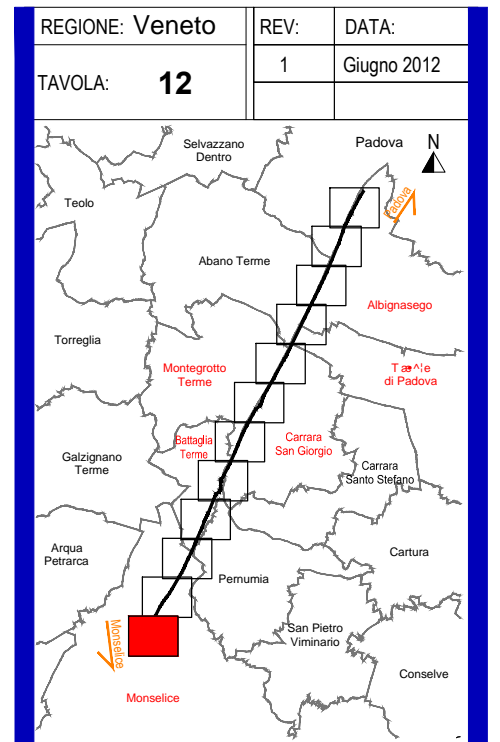 REGIONE: Veneto
REV:
DATA:
TAVOLA: 12
1
Giugno 2012
Selvazzano
Dentro
Padova
N
Teolo
Padova
Abano Terme
Albignasego
Torreglia
Montegrotto
Terme
di Padova
Battaglia
Terme
Carrara
San Giorgio
Galzignano
Terme
Carrara
Santo Stefano
Arqua
Petrarca
Cartura
Pernumia
Monselice
San Pietro
Viminario
Conselve
Monselice